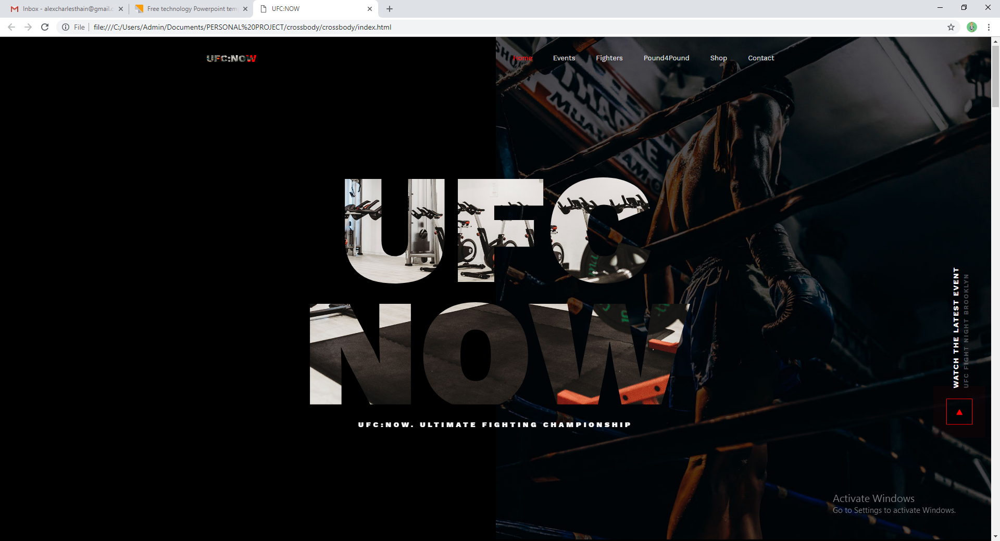 Inbox - alexcharlesthain@gmail.c
Free technology Powerpoint tem
UFC:NOW
File
file:///C:/Users/Admin/Documents/PERSONAL%20PROJECT/crossbody/crossbody/index.html
UFC:NOW
Home
Events
Fighters
Pound4Pound
Shop
Contact
UFC
NOW
UFC:NOW. ULTIMATE FIGHTING CHAMPIONSHIP
WATCH THE LATEST EVENT
UFC FIGHT NIGHT BROOKLYN
Activate Windows
Go to Settings to activate Windows.